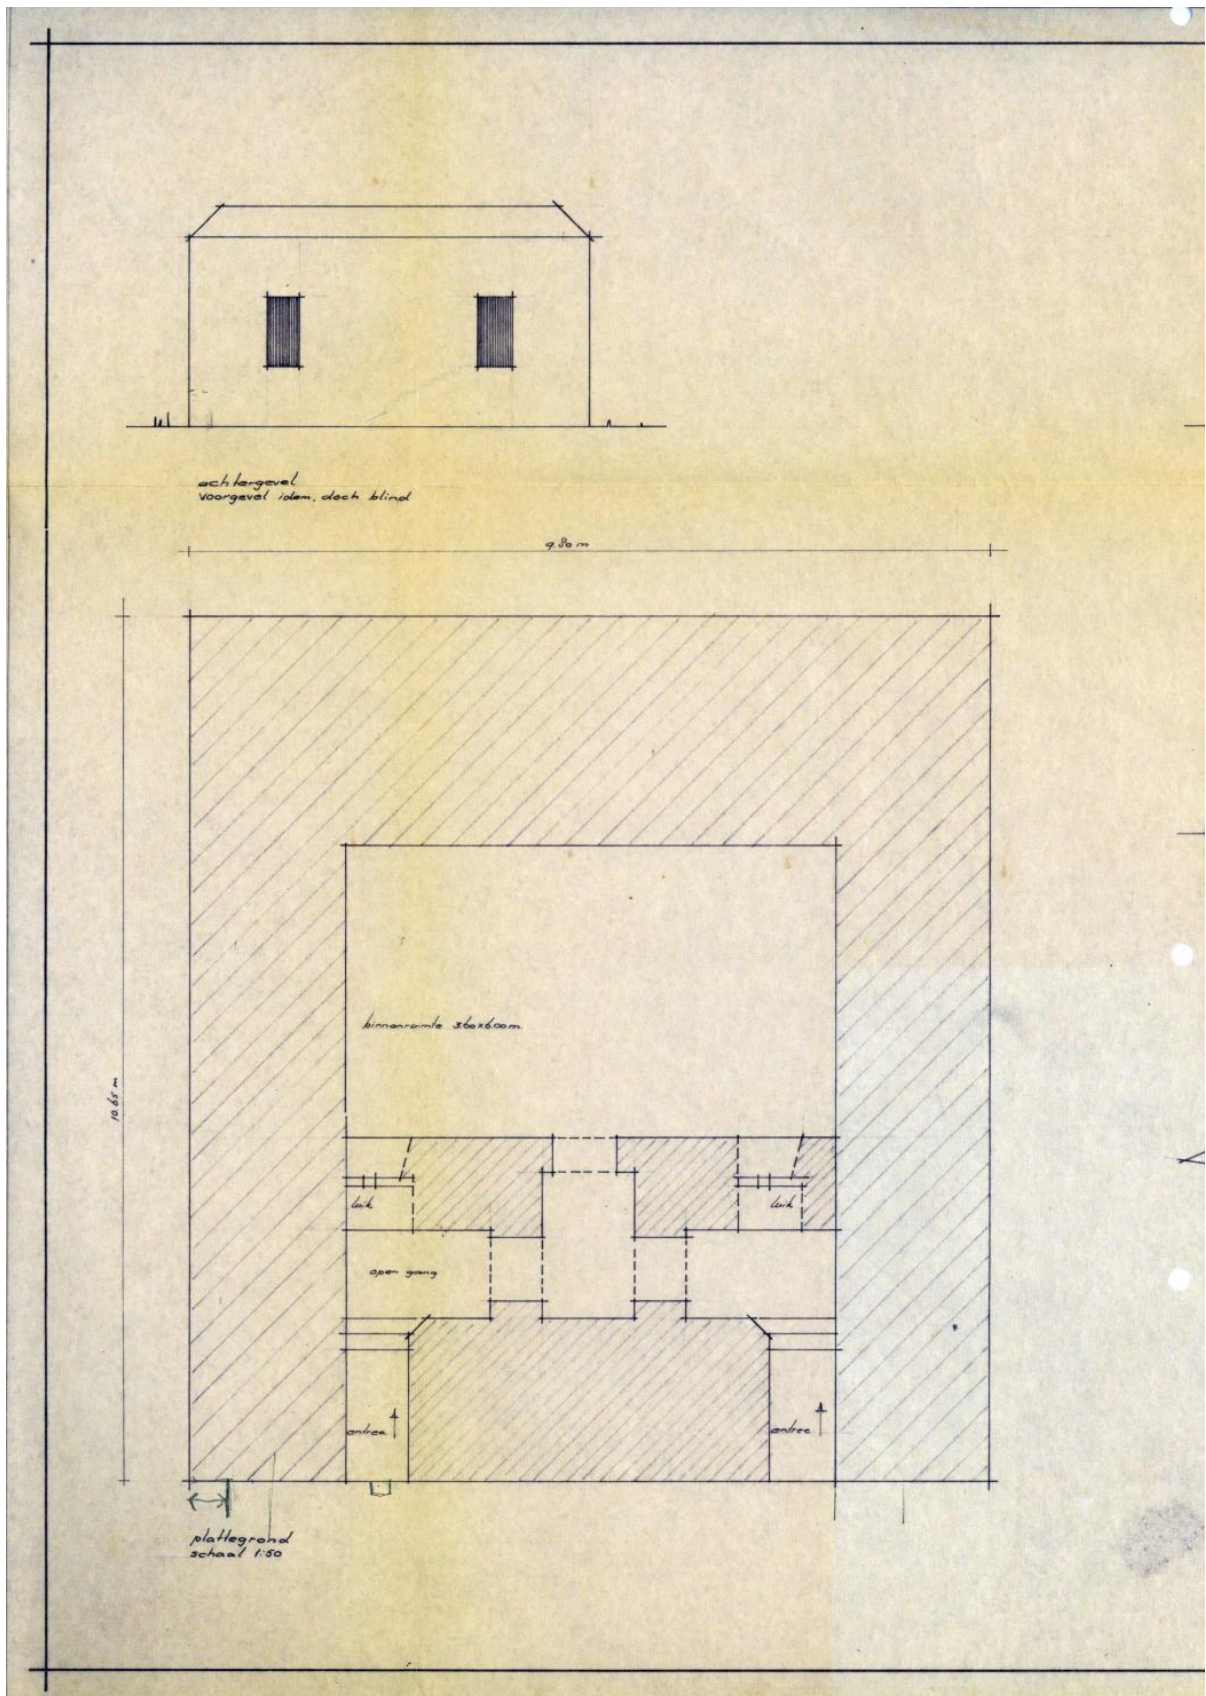 achtergevel
voorgevel idem, doch blind
9.80 m
10.65 m
binnenruimte 3.60x6.00m.
luik
luik
open gang
entree
entree
plattegrond
schaal 1:50